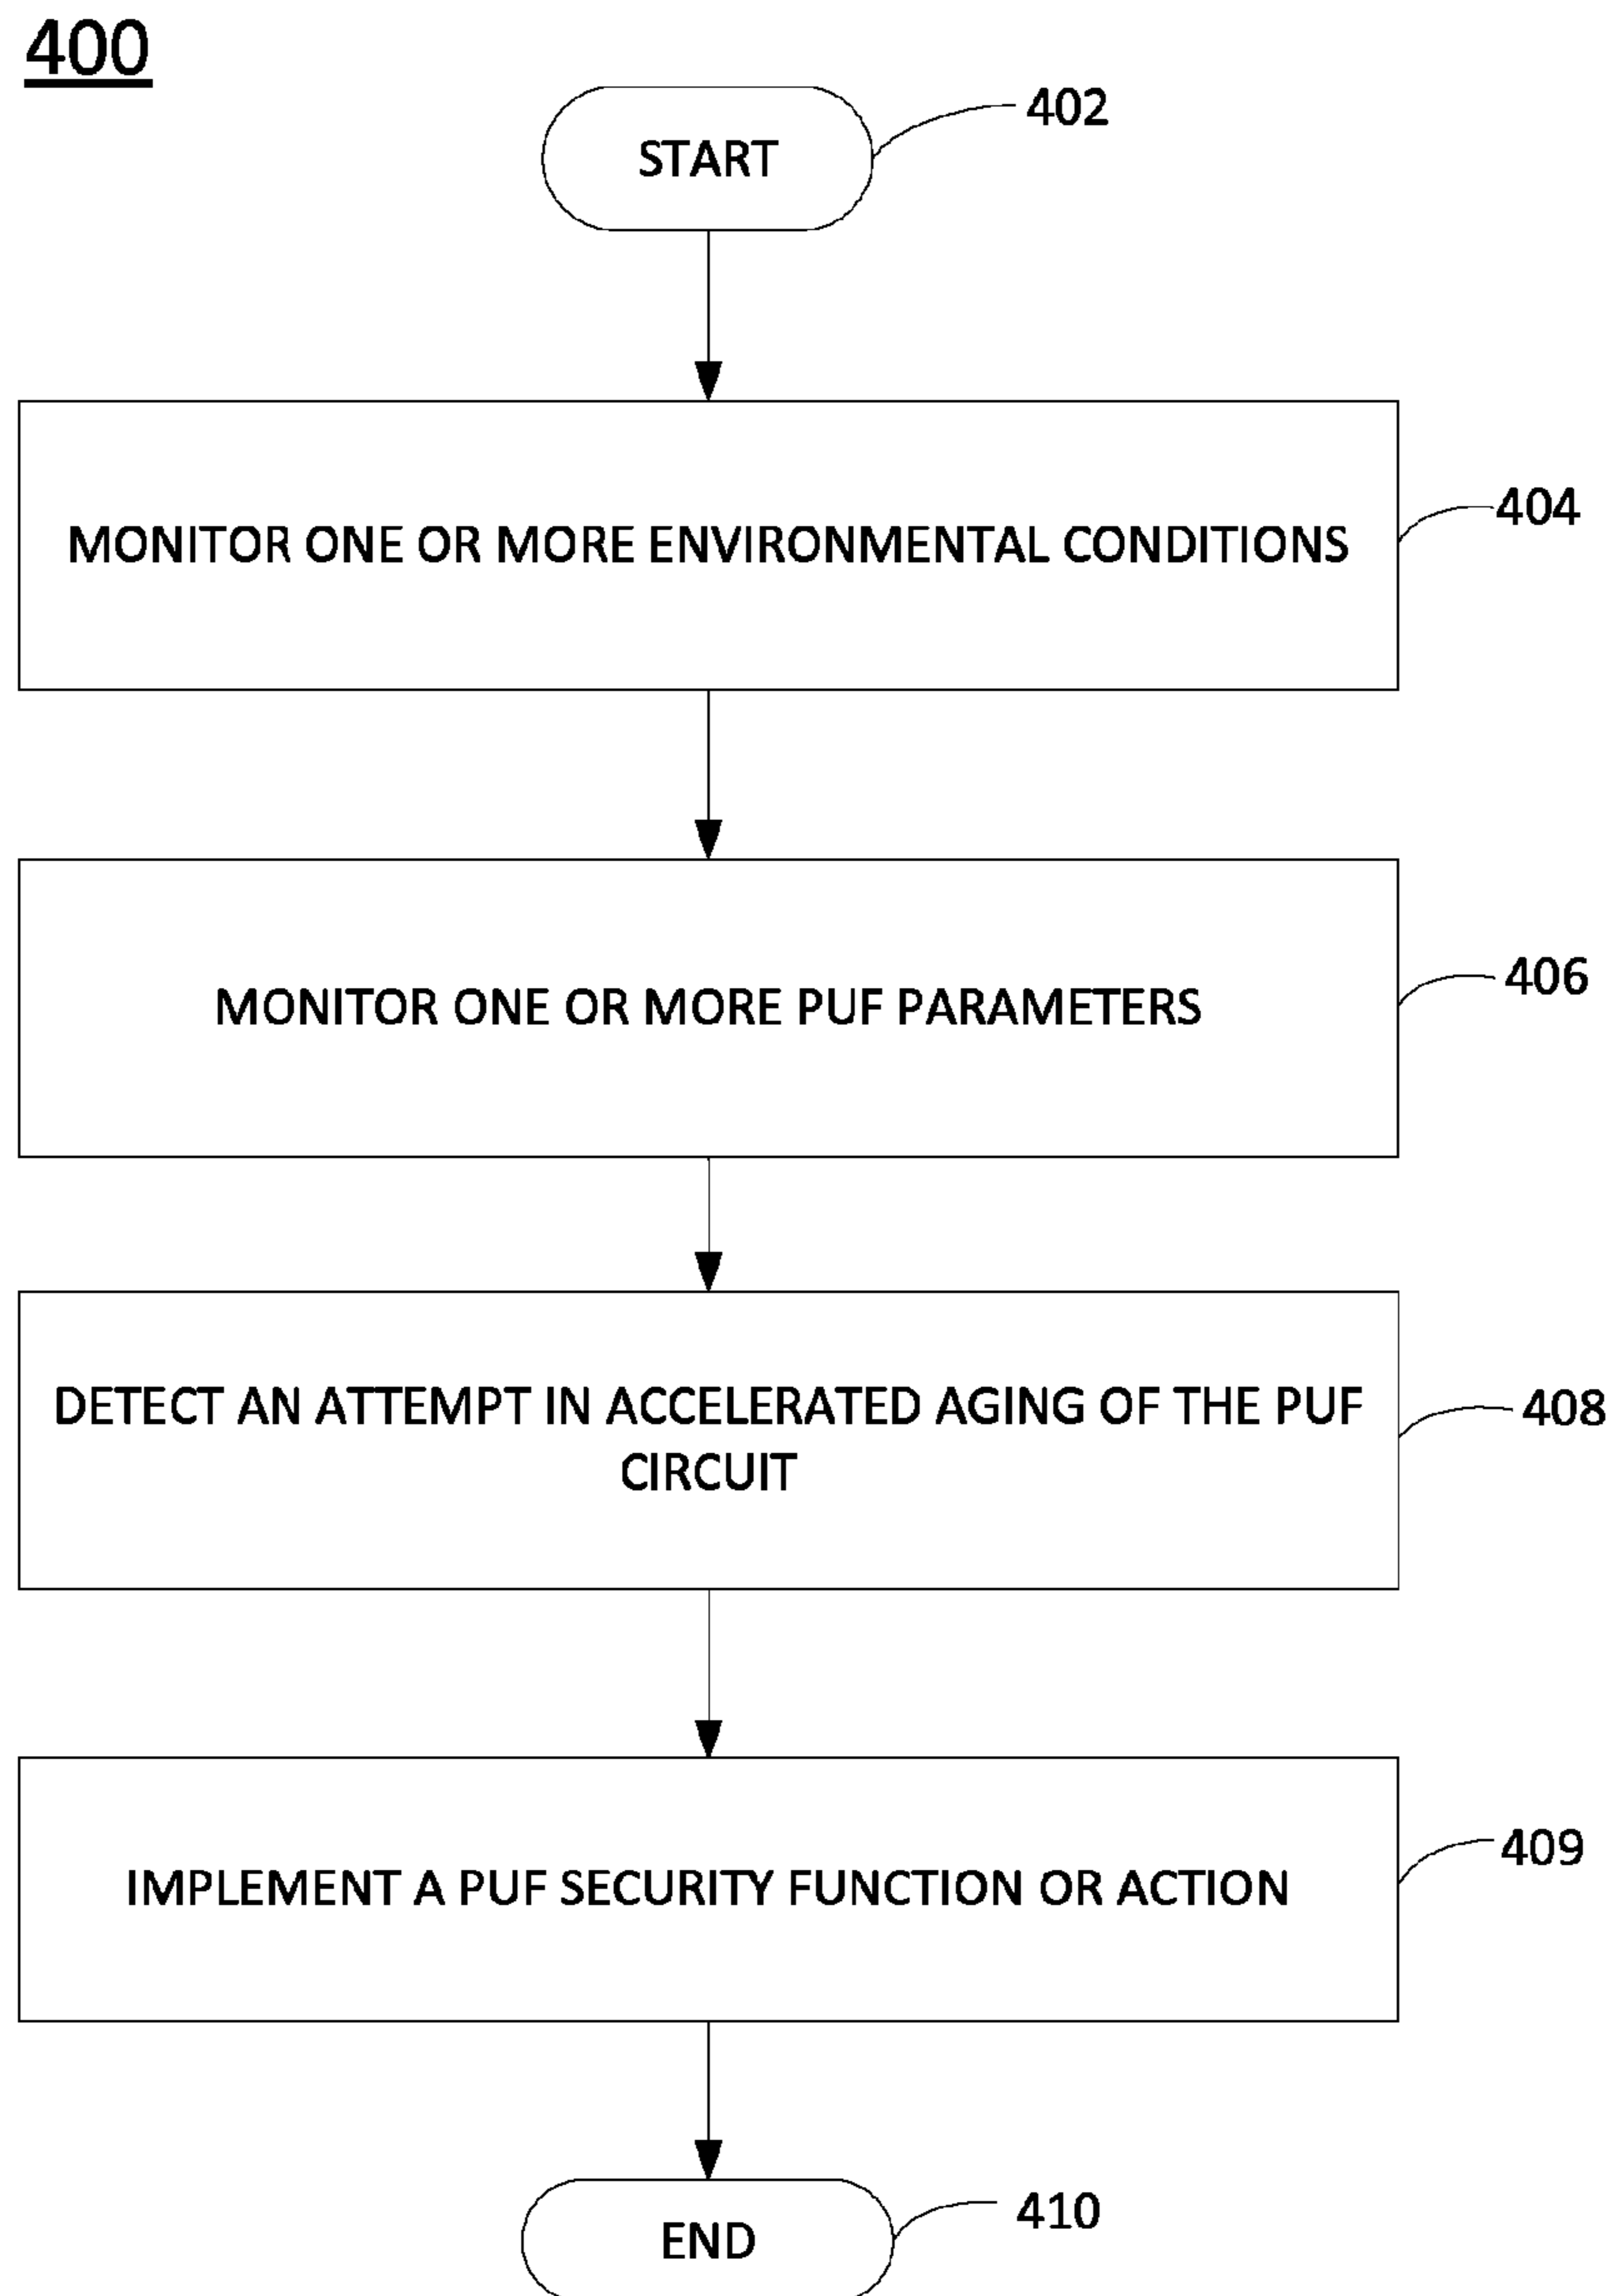 400
START
402
MONITOR ONE OR MORE ENVIRONMENTAL CONDITIONS
404
MONITOR ONE OR MORE PUF PARAMETERS
406
DETECT AN ATTEMPT IN ACCELERATED AGING OF THE PUF
CIRCUIT
408
IMPLEMENT A PUF SECURITY FUNCTION OR ACTION
409
END
410